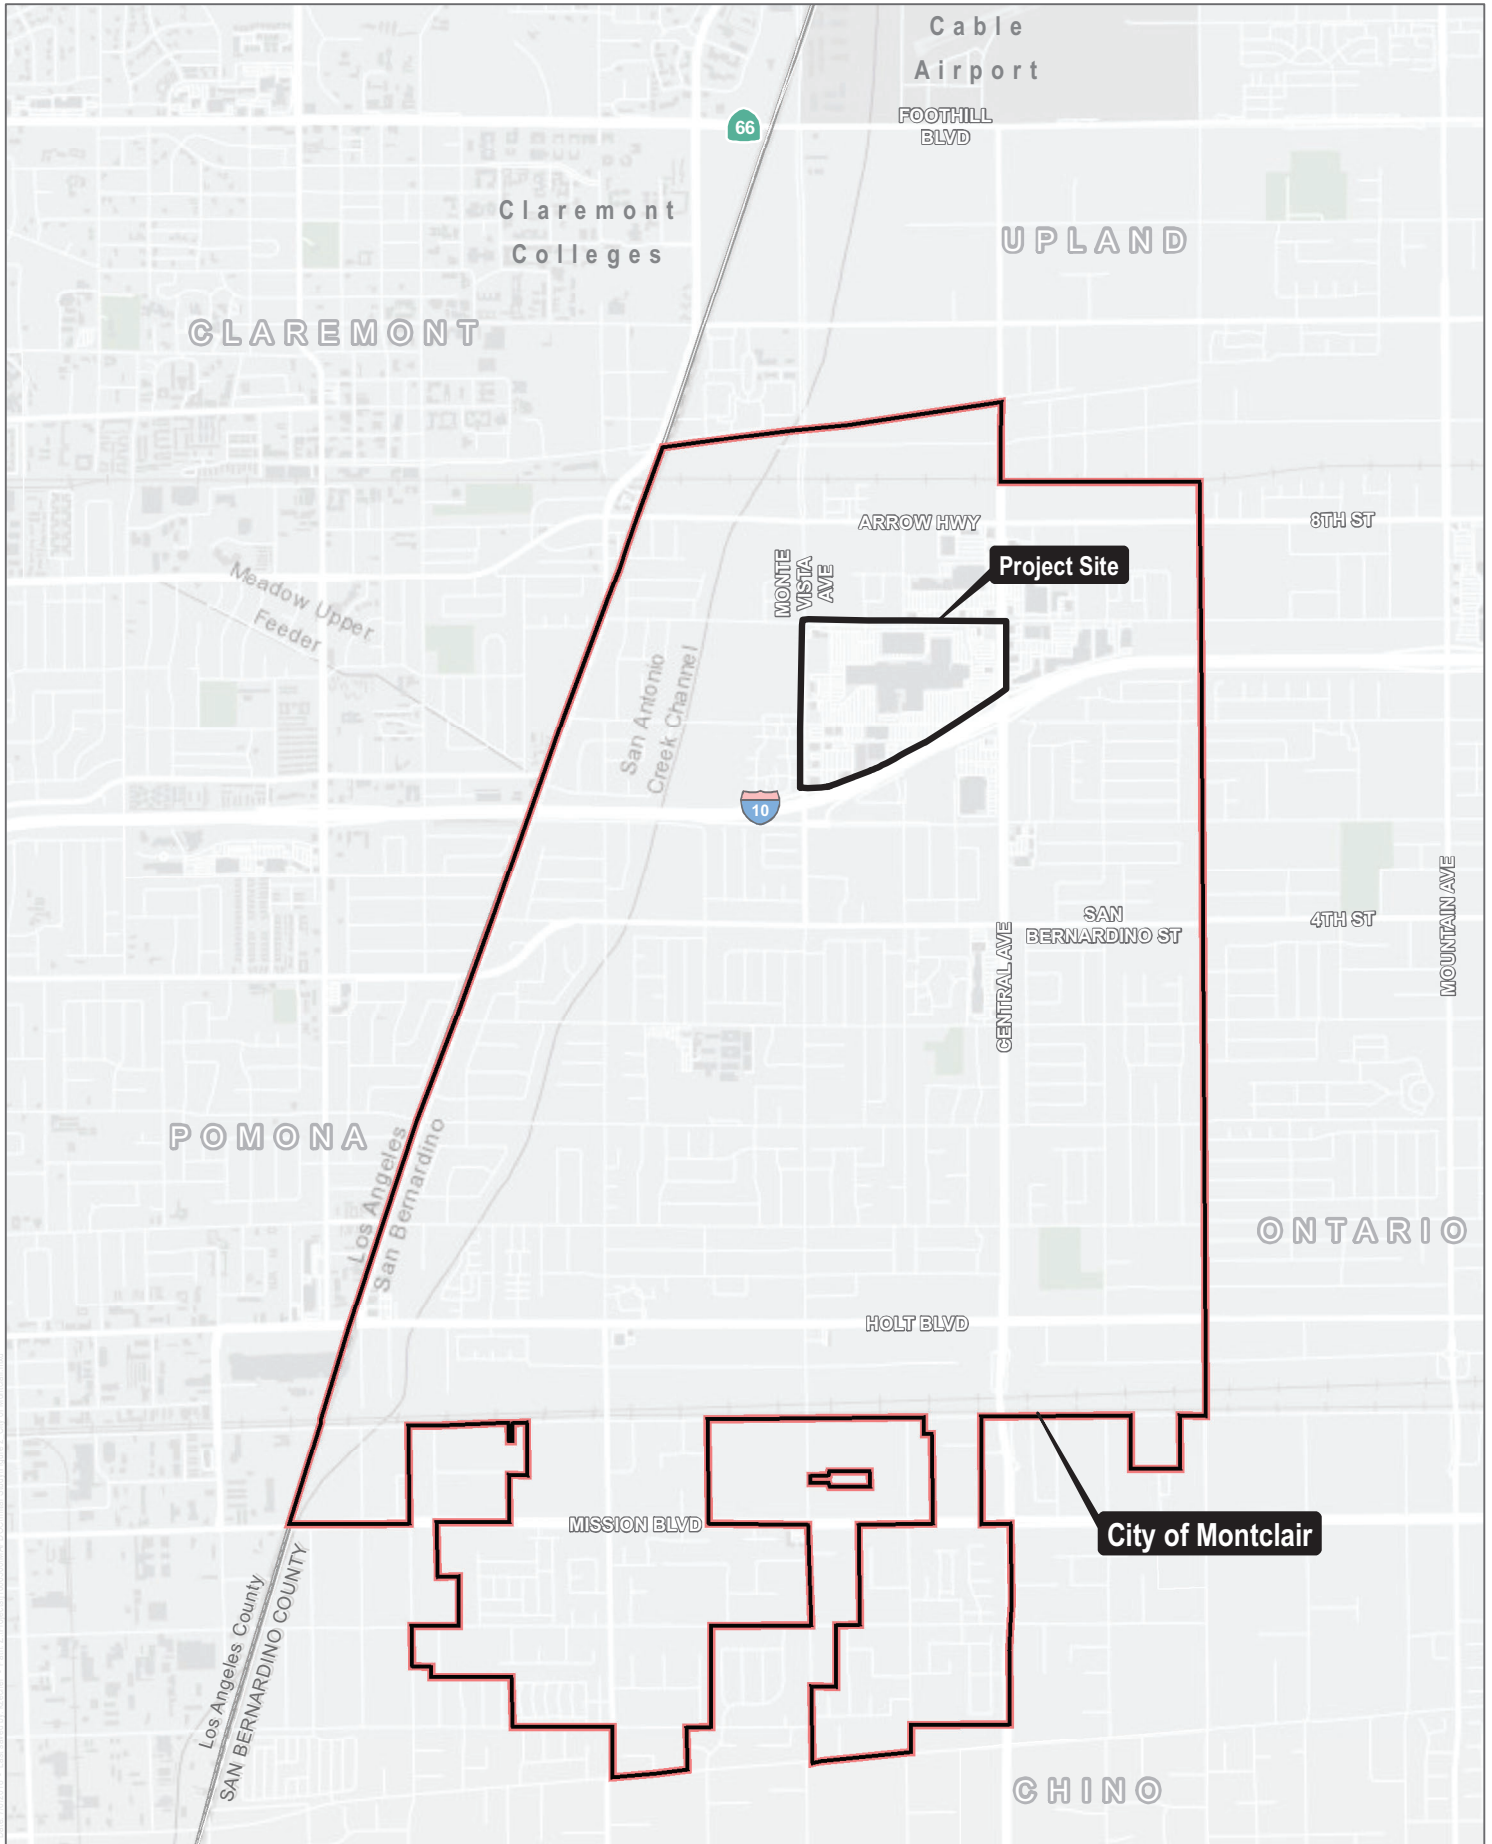 Cable
Airport
FOOTHILL
BLVD
66
Claremont
Colleges
UPLAND
CLAREMONT
ARROW HWY
8TH ST
MONTE
VISTA
AVE
Project Site
Meadow Upper
Feeder
San Antonio
Creek Channel
10
SAN
BERNARDINO ST
4TH ST
MOUNTAIN AVE
CENTRAL AVE
POMONA
Los Angeles
San Bernardino
ONTARIO
HOLT BLVD
MISSION BLVD
City of Montclair
Los Angeles County
SAN BERNARDINO COUNTY
CHINO